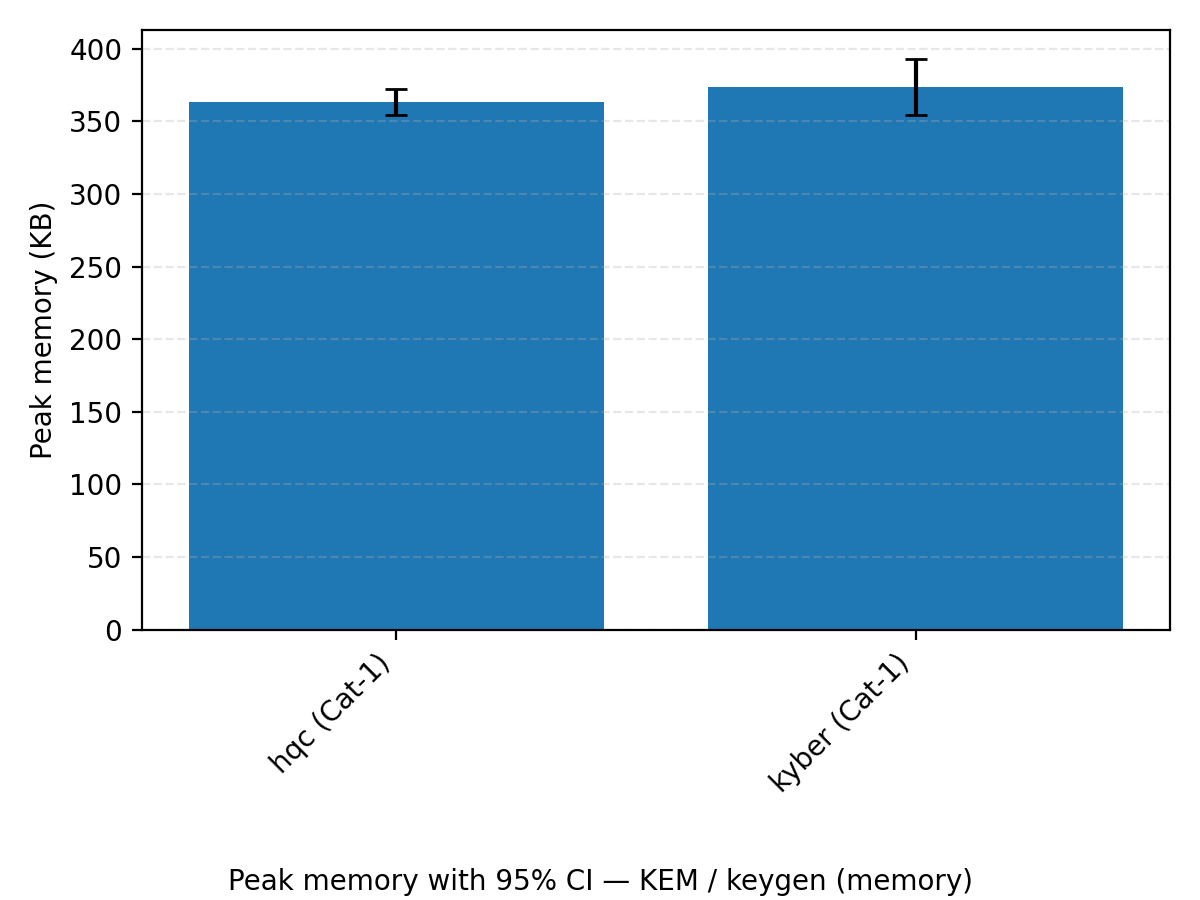 400
350
300
250
200
150
100
50
0
Peak memory (KB)
hqc (Cat-1)
kyber (Cat-1)
Peak memory with 95% CI — KEM / keygen (memory)